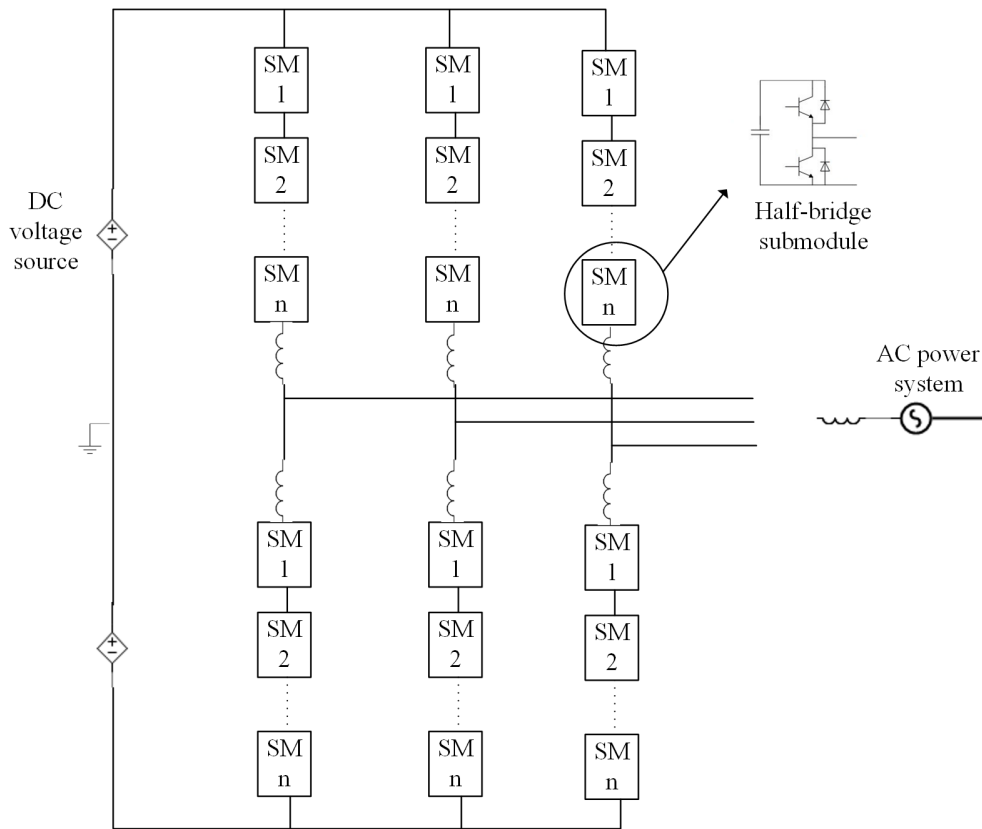 SM
1
SM
1
SM
1
SM
2
SM
2
SM
2
Half-bridge
submodule
DC
voltage
source
SM
n
SM
n
SM
n
AC power
system
SM
1
SM
1
SM
1
SM
2
SM
2
SM
2
SM
n
SM
n
SM
n